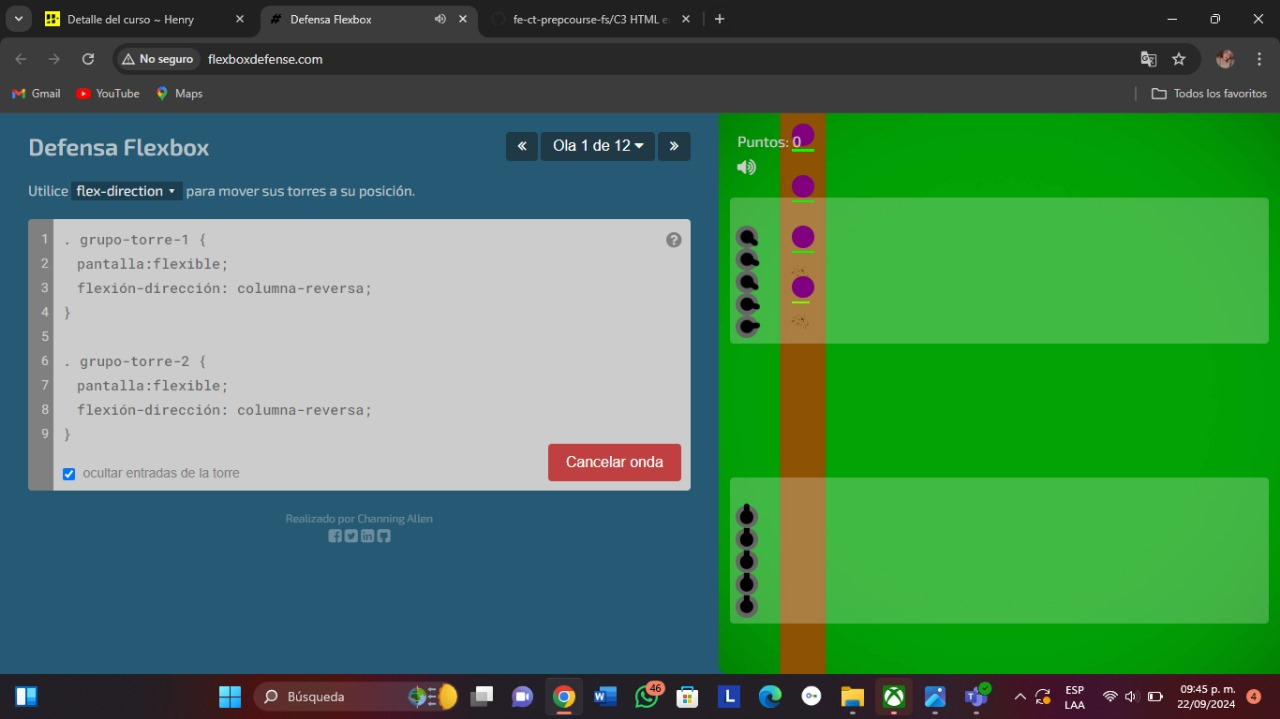 Detalle del curso ~ Henry
Defensa Flexbox
fe-ct-prepcourse-fs/C3 HTML e
No seguro
flexboxdefense.com
Gmail
YouTube
Maps
Todos los favoritos
Defensa Flexbox
« Ola 1 de 12 »
Utilice flex-direction para mover sus torres a su posición.
1 . grupo-torre-1 {
2 pantalla:flexible;
3 flexión-dirección: columna-reversa;
4 }
5
6 . grupo-torre-2 {
7 pantalla:flexible;
8 flexión-dirección: columna-reversa;
9 }
ocultar entradas de la torre
Cancelar onda
Realizado por Channing Allen
Puntos: 0
Búsqueda
46
ESP
LAA
09:45 p. m.
22/09/2024
4